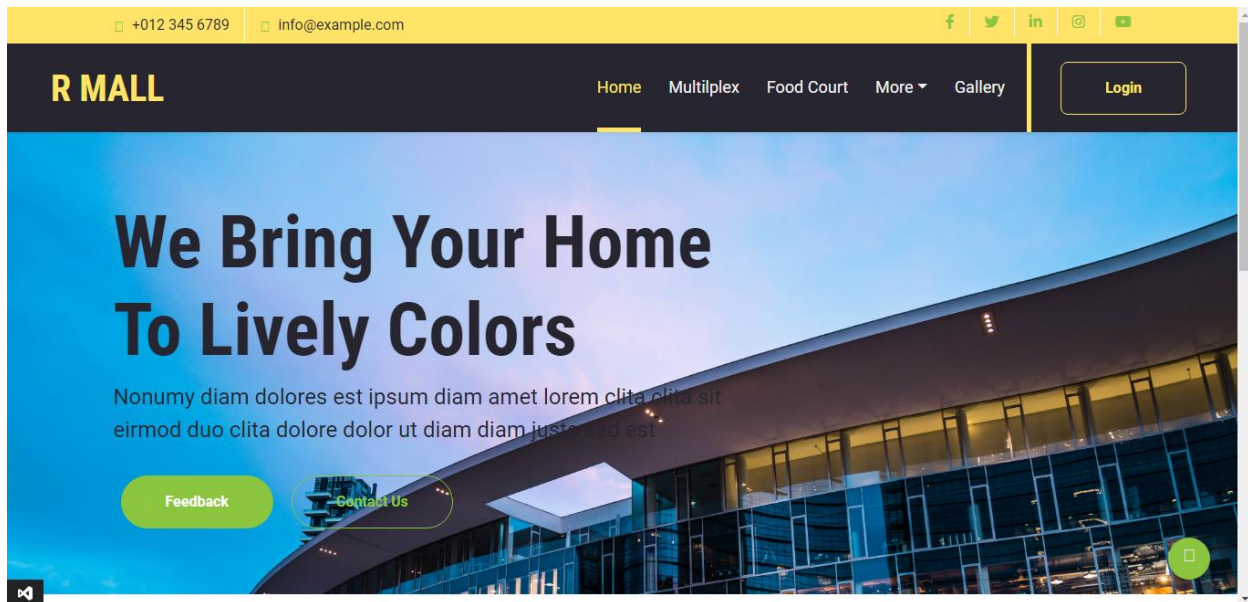 +012 345 6789 info@example.com
R MALL Home Multilplex Food Court More Gallery Login
We Bring Your Home
To Lively Colors
Nonumy diam dolores est ipsum diam amet lorem clita clita sit
eirmod duo clita dolore dolor ut diam diam justo sed est
Feedback Contact Us